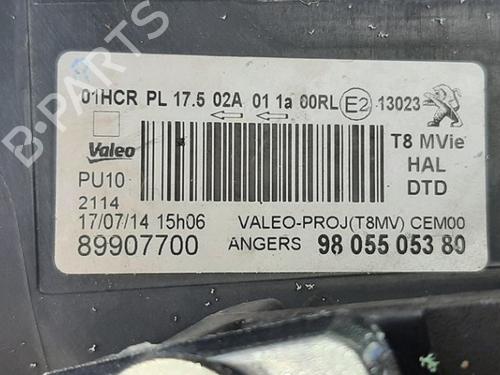 B-PARTS
01HCR PL 17.5 02A 01 1a 00RL E2 13023
Valeo
T8 MVie
HAL
PU10
DTD
2114
17/07/14 15h06
VALEO-PROJ(T8MV) CEM00
89907700
ANGERS
98 055 053 80